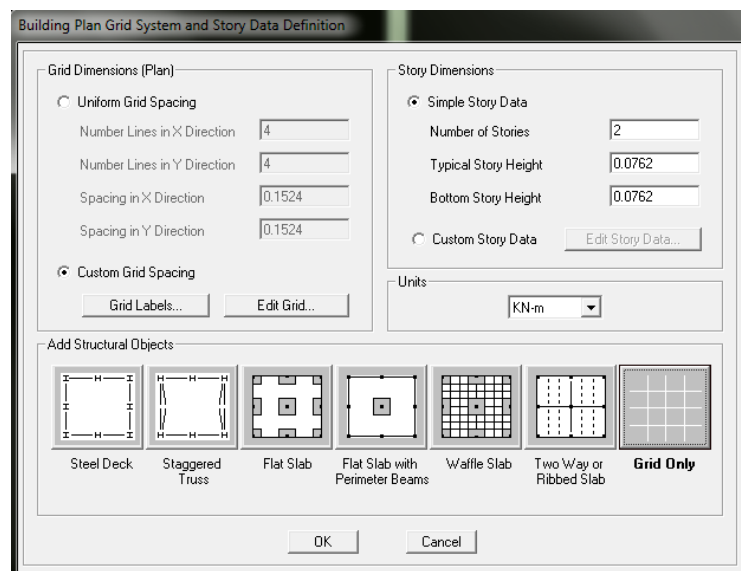 Building Plan Grid System and Story Data Definition
Grid Dimensions (Plan)
Uniform Grid Spacing
Number Lines in X Direction 4
Number Lines in Y Direction 4
Spacing in X Direction 0.1524
Spacing in Y Direction 0.1524
Custom Grid Spacing
Grid Labels... Edit Grid...
Story Dimensions
Simple Story Data
Number of Stories 2
Typical Story Height 0.0762
Bottom Story Height 0.0762
Custom Story Data Edit Story Data...
Units
KN-m
Add Structural Objects
Steel Deck
Staggered
Truss
Flat Slab
Flat Slab with
Perimeter Beams
Waffle Slab
Two Way or
Ribbed Slab
Grid Only
OK Cancel